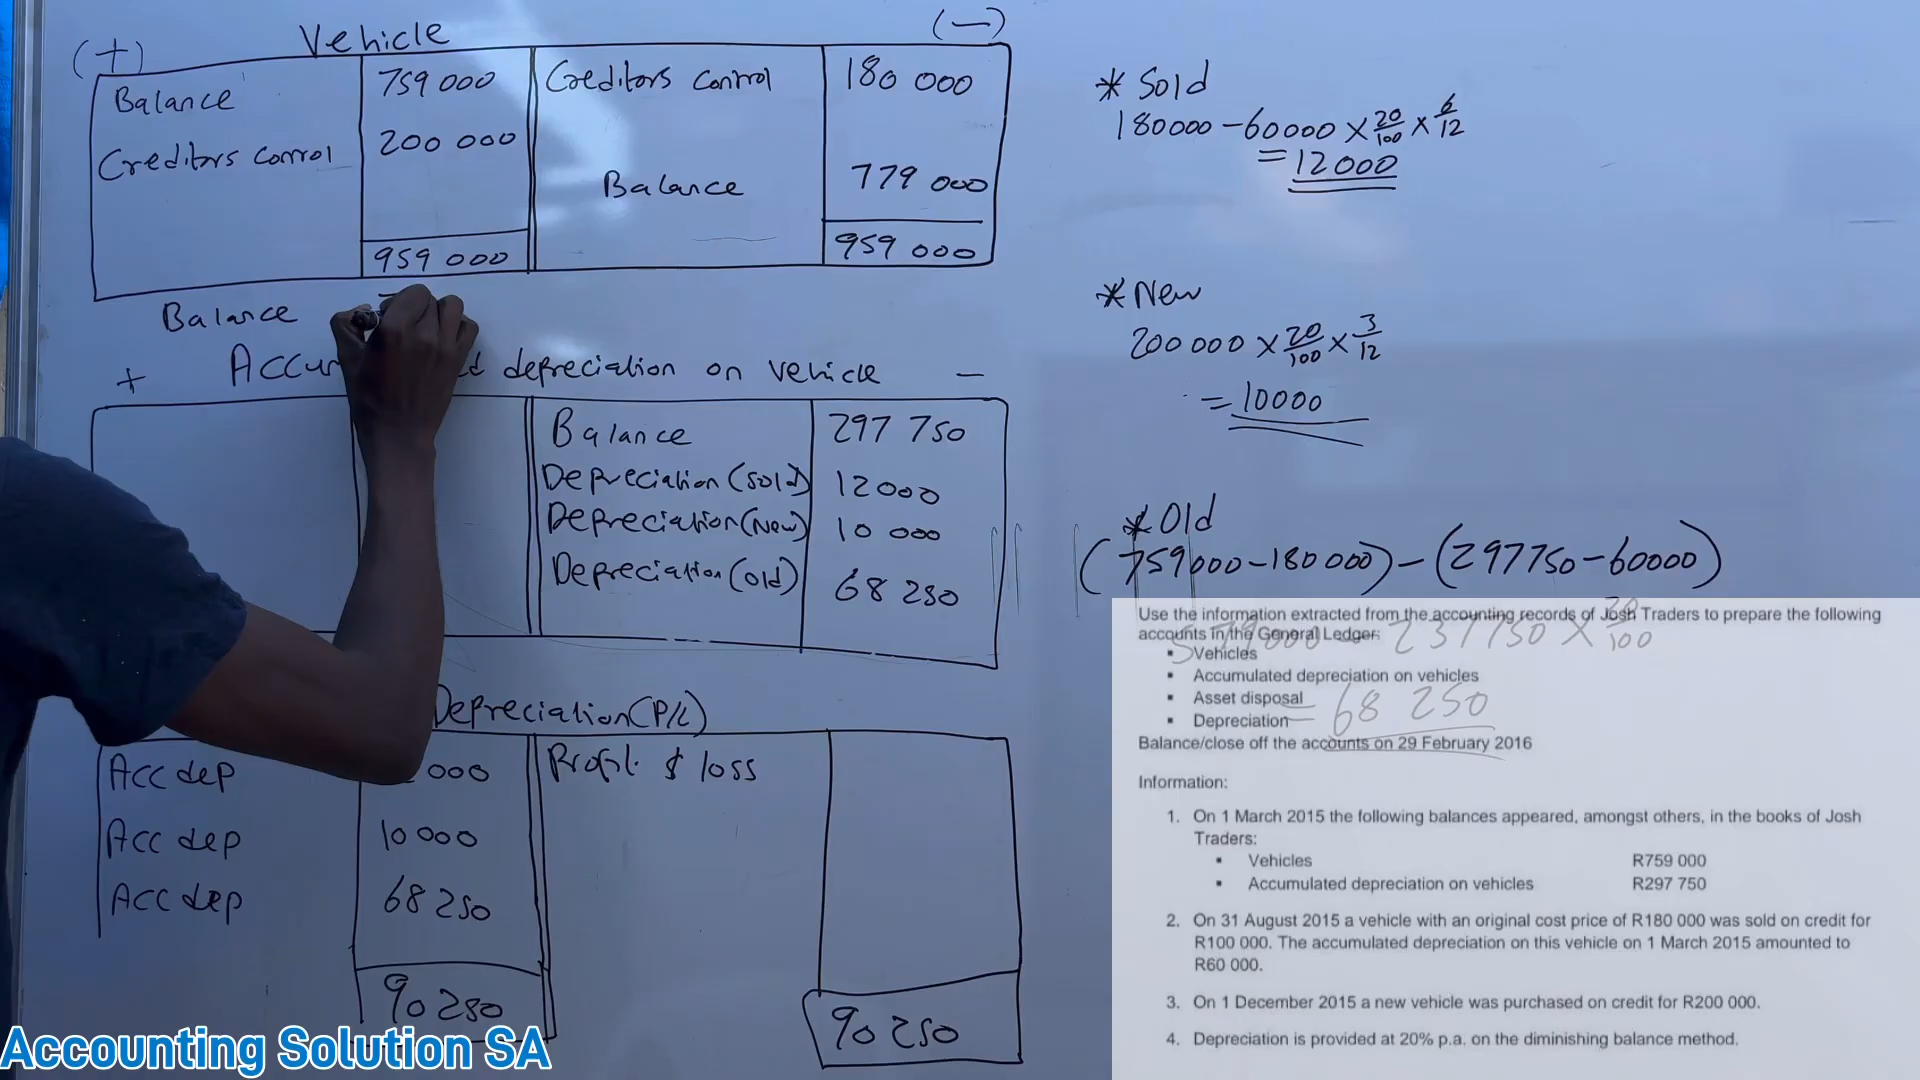 (+) Vehicle (—)
Balance 759 000 Creditors control 180 000
Creditors conrol 200 000
Balance 779 000
959 000 959 000
Balance
+ Accu d depreciation on vehicle —
Balance 297 750
Depreciation (sold) 12 000
Depreciation (New) 10 000
Depreciation (old) 68 250
Depreciation (P/L)
Acc dep 000 Profit & loss
Acc dep 10 000
Acc dep 68 250
90 250 90 250
* Sold
180000 - 60000 × 20/100 × 6/12
= 12 000
* New
200 000 × 20/100 × 3/12
= 10000
* Old
(759000 - 180 000) - (297750 - 60000)
237750 × 20/100
= 68 250
Use the information extracted from the accounting records of Josh Traders to prepare the following
accounts in the General Ledger:
▪ Vehicles
▪ Accumulated depreciation on vehicles
▪ Asset disposal
▪ Depreciation
Balance/close off the accounts on 29 February 2016
Information:
1. On 1 March 2015 the following balances appeared, amongst others, in the books of Josh
Traders:
▪ Vehicles R759 000
▪ Accumulated depreciation on vehicles R297 750
2. On 31 August 2015 a vehicle with an original cost price of R180 000 was sold on credit for
R100 000. The accumulated depreciation on this vehicle on 1 March 2015 amounted to
R60 000.
3. On 1 December 2015 a new vehicle was purchased on credit for R200 000.
4. Depreciation is provided at 20% p.a. on the diminishing balance method.
Accounting Solution SA